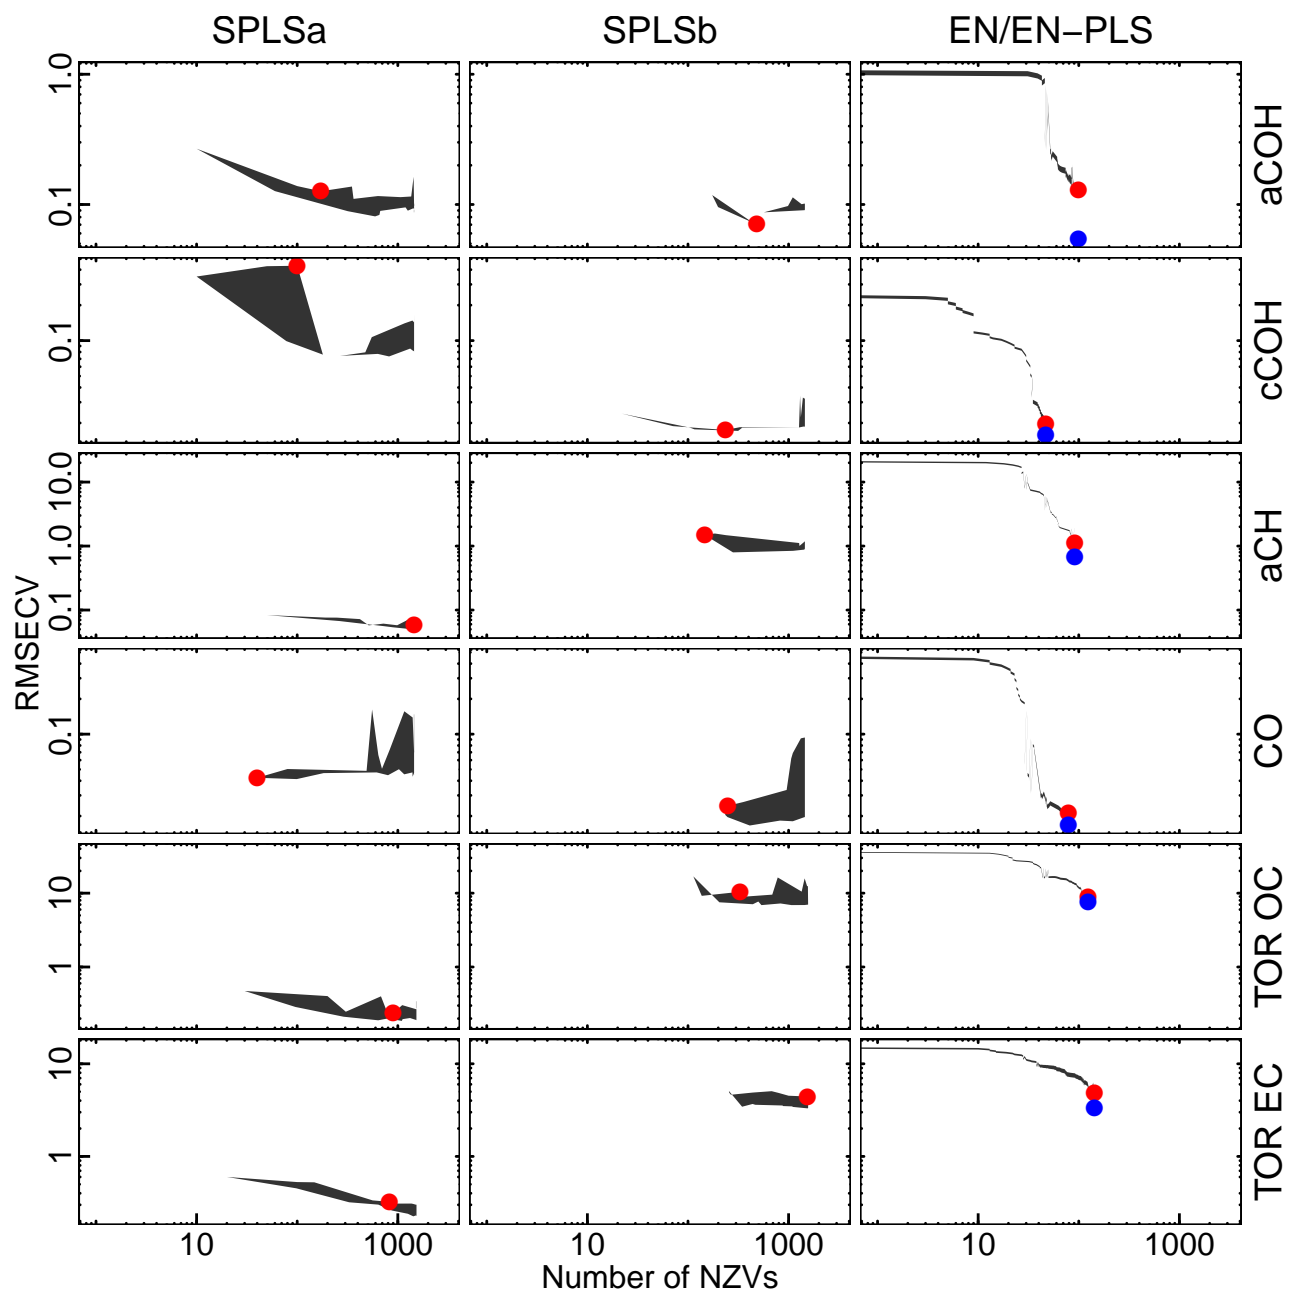 SPLSa SPLSb EN/EN−PLS
1.0
0.1
aCOH
0.1
cCOH
10.0
1.0
0.1
aCH
RMSECV
0.1
CO
10
1
TOR OC
10
1
TOR EC
10 1000 10 1000 10 1000
Number of NZVs